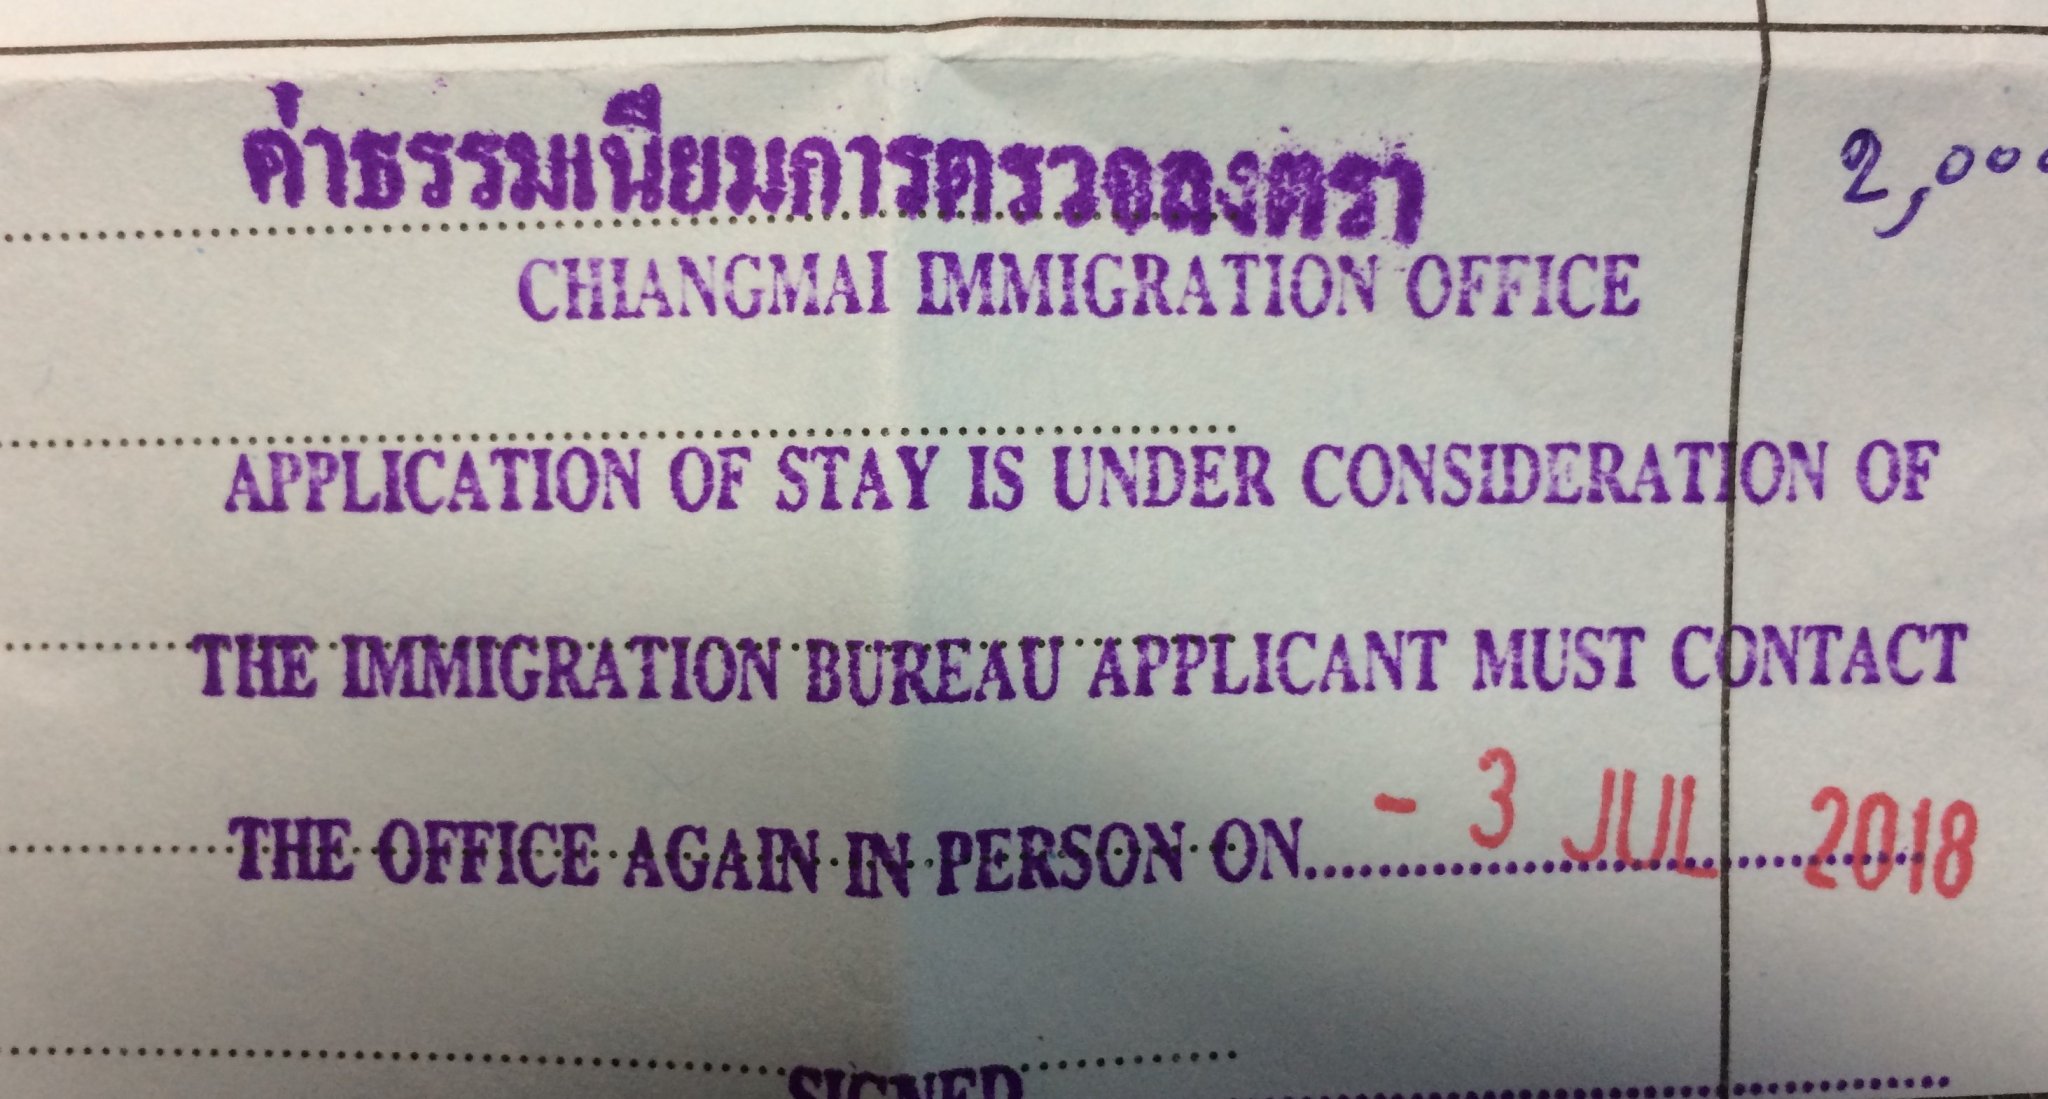 ค่าธรรมเนียมการตรวจลงตรา 2,000
CHIANGMAI IMMIGRATION OFFICE
APPLICATION OF STAY IS UNDER CONSIDERATION OF
THE IMMIGRATION BUREAU APPLICANT MUST CONTACT
THE OFFICE AGAIN IN PERSON ON - 3 JUL 2018
SIGNED